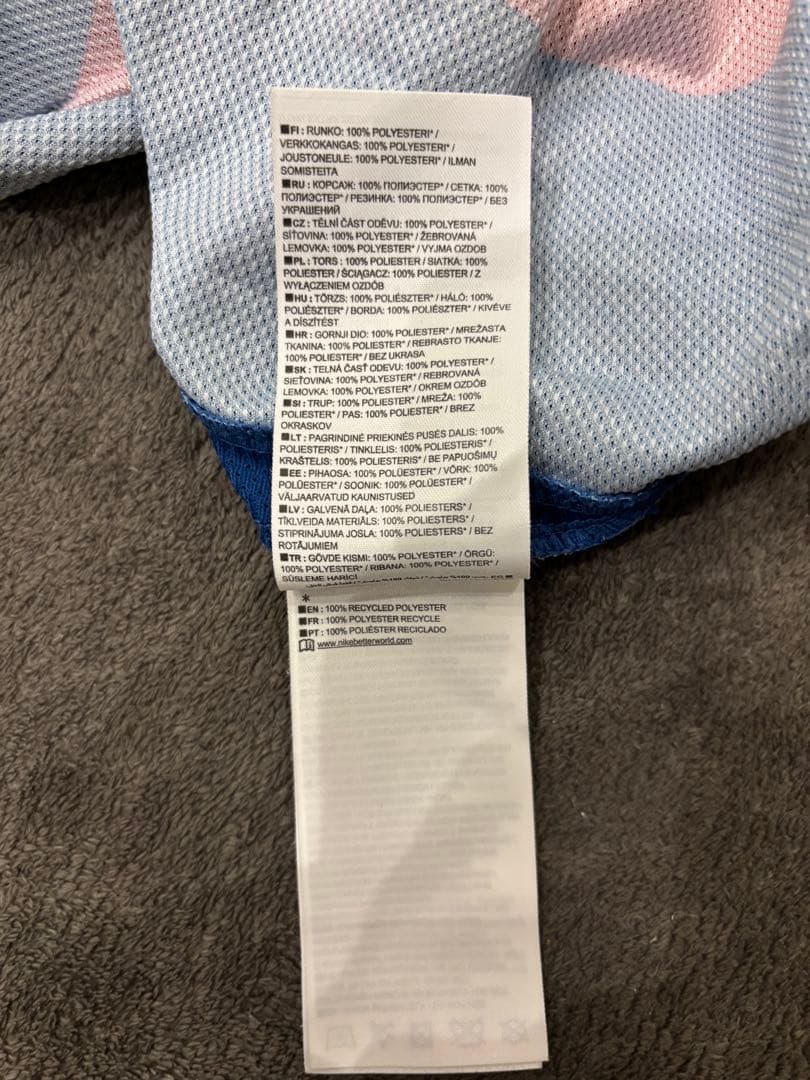 ■FI : RUNKO: 100% POLYESTERI* /
VERKKOKANGAS: 100% POLYESTERI* /
JOUSTONEULE: 100% POLYESTERI* / ILMAN
SOMISTEITA
■RU : КОРСАЖ: 100% ПОЛИЭСТЕР* / СЕТКА: 100%
ПОЛИЭСТЕР* / РЕЗИНКА: 100% ПОЛИЭСТЕР* / БЕЗ
УКРАШЕНИЙ
■CZ : TĚLNÍ ČÁST ODĚVU: 100% POLYESTER* /
SÍŤOVINA: 100% POLYESTER* / ŽEBROVANÁ
LEMOVKA: 100% POLYESTER* / VYJMA OZDOB
■PL : TORS : 100% POLIESTER / SIATKA: 100%
POLIESTER / ŚCIĄGACZ: 100% POLIESTER / Z
WYŁĄCZENIEM OZDÓB
■HU : TÖRZS: 100% POLIÉSZTER* / HÁLÓ: 100%
POLIÉSZTER* / BORDA: 100% POLIÉSZTER* / KIVÉVE
A DÍSZÍTÉST
■HR : GORNJI DIO: 100% POLIESTER* / MREŽASTA
TKANINA: 100% POLIESTER* / REBRASTO TKANJE:
100% POLIESTER* / BEZ UKRASA
■SK : TELNÁ ČASŤ ODEVU: 100% POLYESTER* /
SIEŤOVINA: 100% POLYESTER* / REBROVANÁ
LEMOVKA: 100% POLYESTER* / OKREM OZDÔB
■SI : TRUP: 100% POLIESTER* / MREŽA: 100%
POLIESTER* / PAS: 100% POLIESTER* / BREZ
OKRASKOV
■LT : PAGRINDINĖ PRIEKINĖS PUSĖS DALIS: 100%
POLIESTERIS* / TINKLELIS: 100% POLIESTERIS* /
KRAŠTELIS: 100% POLIESTERIS* / BE PAPUOŠIMŲ
■EE : PIHAOSA: 100% POLÜESTER* / VÕRK: 100%
POLÜESTER* / SOONIK: 100% POLÜESTER* /
VÄLJAARVATUD KAUNISTUSED
■LV : GALVENĀ DAĻA: 100% POLIESTERS* /
TĪKLVEIDA MATERIĀLS: 100% POLIESTERS* /
STIPRINĀJUMA JOSLA: 100% POLIESTERS* / BEZ
ROTĀJUMIEM
■TR : GÖVDE KISMI: 100% POLYESTER* / ÖRGÜ:
100% POLYESTER* / RIBANA: 100% POLYESTER* /
SÜSLEME HARİCİ
*
■EN : 100% RECYCLED POLYESTER
■FR : 100% POLYESTER RECYCLE
■PT : 100% POLIÉSTER RECICLADO
www.nikebetterworld.com